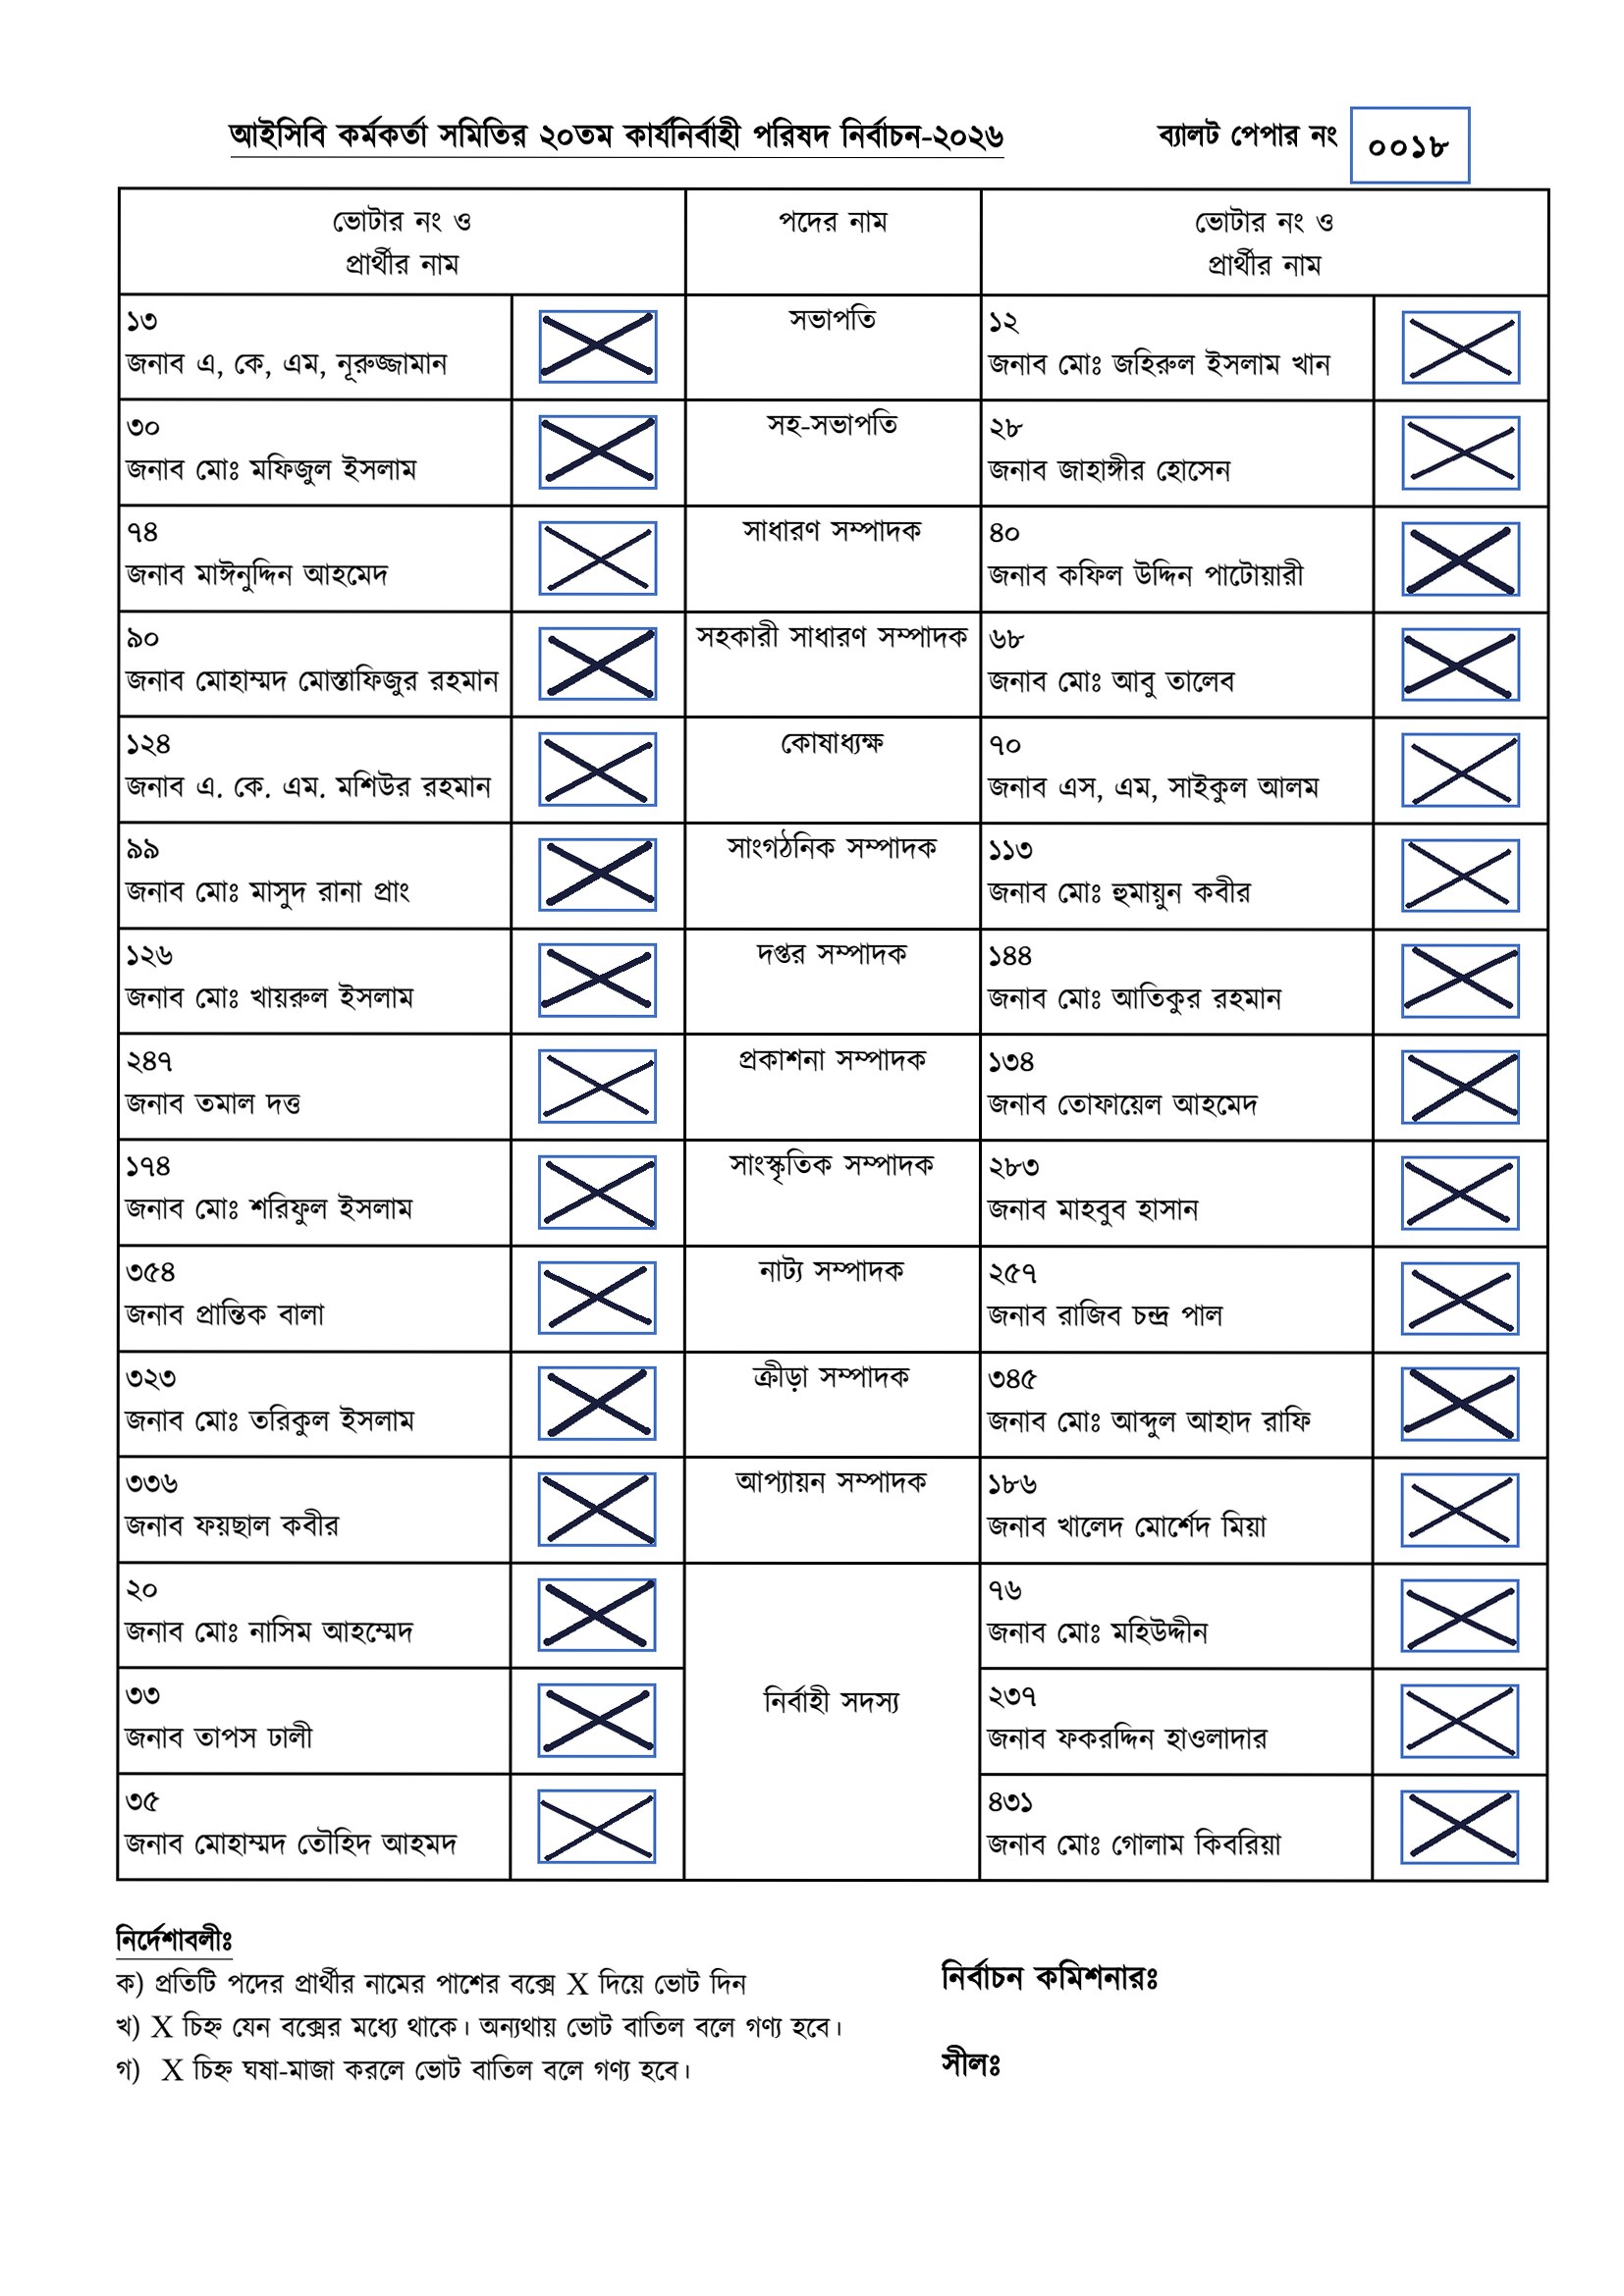 আইসিবি কর্মকর্তা সমিতির ২০তম কার্যনির্বাহী পরিষদ নির্বাচন-২০২৬
ব্যালট পেপার নং ০০১৮
ভোটার নং ও
প্রার্থীর নাম
পদের নাম
ভোটার নং ও
প্রার্থীর নাম
১৩
জনাব এ, কে, এম, নূরুজ্জামান
সভাপতি
১২
জনাব মোঃ জহিরুল ইসলাম খান
৩০
জনাব মোঃ মফিজুল ইসলাম
সহ-সভাপতি
২৮
জনাব জাহাঙ্গীর হোসেন
৭৪
জনাব মাঈনুদ্দিন আহমেদ
সাধারণ সম্পাদক
৪০
জনাব কফিল উদ্দিন পাটোয়ারী
৯০
জনাব মোহাম্মদ মোস্তাফিজুর রহমান
সহকারী সাধারণ সম্পাদক
৬৮
জনাব মোঃ আবু তালেব
১২৪
জনাব এ. কে. এম. মশিউর রহমান
কোষাধ্যক্ষ
৭০
জনাব এস, এম, সাইকুল আলম
৯৯
জনাব মোঃ মাসুদ রানা প্রাং
সাংগঠনিক সম্পাদক
১১৩
জনাব মোঃ হুমায়ুন কবীর
১২৬
জনাব মোঃ খায়রুল ইসলাম
দপ্তর সম্পাদক
১৪৪
জনাব মোঃ আতিকুর রহমান
২৪৭
জনাব তমাল দত্ত
প্রকাশনা সম্পাদক
১৩৪
জনাব তোফায়েল আহমেদ
১৭৪
জনাব মোঃ শরিফুল ইসলাম
সাংস্কৃতিক সম্পাদক
২৮৩
জনাব মাহবুব হাসান
৩৫৪
জনাব প্রান্তিক বালা
নাট্য সম্পাদক
২৫৭
জনাব রাজিব চন্দ্র পাল
৩২৩
জনাব মোঃ তরিকুল ইসলাম
ক্রীড়া সম্পাদক
৩৪৫
জনাব মোঃ আব্দুল আহাদ রাফি
৩৩৬
জনাব ফয়ছাল কবীর
আপ্যায়ন সম্পাদক
১৮৬
জনাব খালেদ মোর্শেদ মিয়া
২০
জনাব মোঃ নাসিম আহম্মেদ
নির্বাহী সদস্য
৭৬
জনাব মোঃ মহিউদ্দীন
৩৩
জনাব তাপস ঢালী
২৩৭
জনাব ফকরদ্দিন হাওলাদার
৩৫
জনাব মোহাম্মদ তৌহিদ আহমদ
৪৩১
জনাব মোঃ গোলাম কিবরিয়া
নির্দেশাবলীঃ
ক) প্রতিটি পদের প্রার্থীর নামের পাশের বক্সে X দিয়ে ভোট দিন
খ) X চিহ্ন যেন বক্সের মধ্যে থাকে। অন্যথায় ভোট বাতিল বলে গণ্য হবে।
গ) X চিহ্ন ঘষা-মাজা করলে ভোট বাতিল বলে গণ্য হবে।
নির্বাচন কমিশনারঃ
সীলঃ